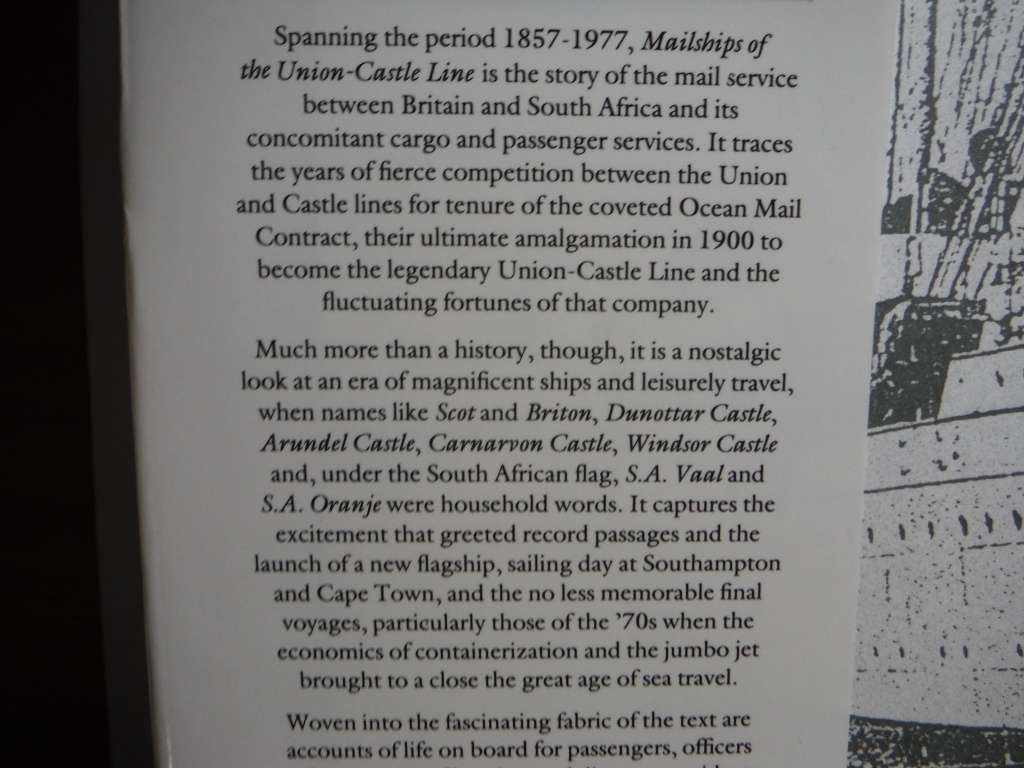 Spanning the period 1857-1977, Mailships of
the Union-Castle Line is the story of the mail service
between Britain and South Africa and its
concomitant cargo and passenger services. It traces
the years of fierce competition between the Union
and Castle lines for tenure of the coveted Ocean Mail
Contract, their ultimate amalgamation in 1900 to
become the legendary Union-Castle Line and the
fluctuating fortunes of that company.
Much more than a history, though, it is a nostalgic
look at an era of magnificent ships and leisurely travel,
when names like Scot and Briton, Dunottar Castle,
Arundel Castle, Carnarvon Castle, Windsor Castle
and, under the South African flag, S.A. Vaal and
S.A. Oranje were household words. It captures the
excitement that greeted record passages and the
launch of a new flagship, sailing day at Southampton
and Cape Town, and the no less memorable final
voyages, particularly those of the '70s when the
economics of containerization and the jumbo jet
brought to a close the great age of sea travel.
Woven into the fascinating fabric of the text are
accounts of life on board for passengers, officers